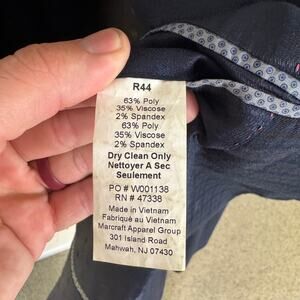 R44
63% Poly
35% Viscose
2% Spandex
63% Poly
35% Viscose
2% Spandex
Dry Clean Only
Nettoyer A Sec
Seulement
PO # W001138
RN # 47338
Made in Vietnam
Fabriqué au Vietnam
Marcraft Apparel Group
301 Island Road
Mahwah, NJ 07430